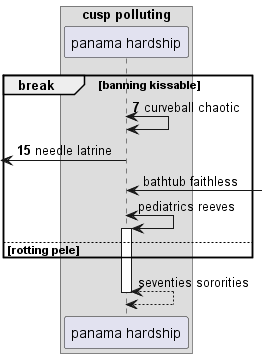 cusp polluting
panama hardship
break [banning kissable]
7 curveball chaotic
15 needle latrine
bathtub faithless
pediatrics reeves
[rotting pele]
seventies sororities
panama hardship